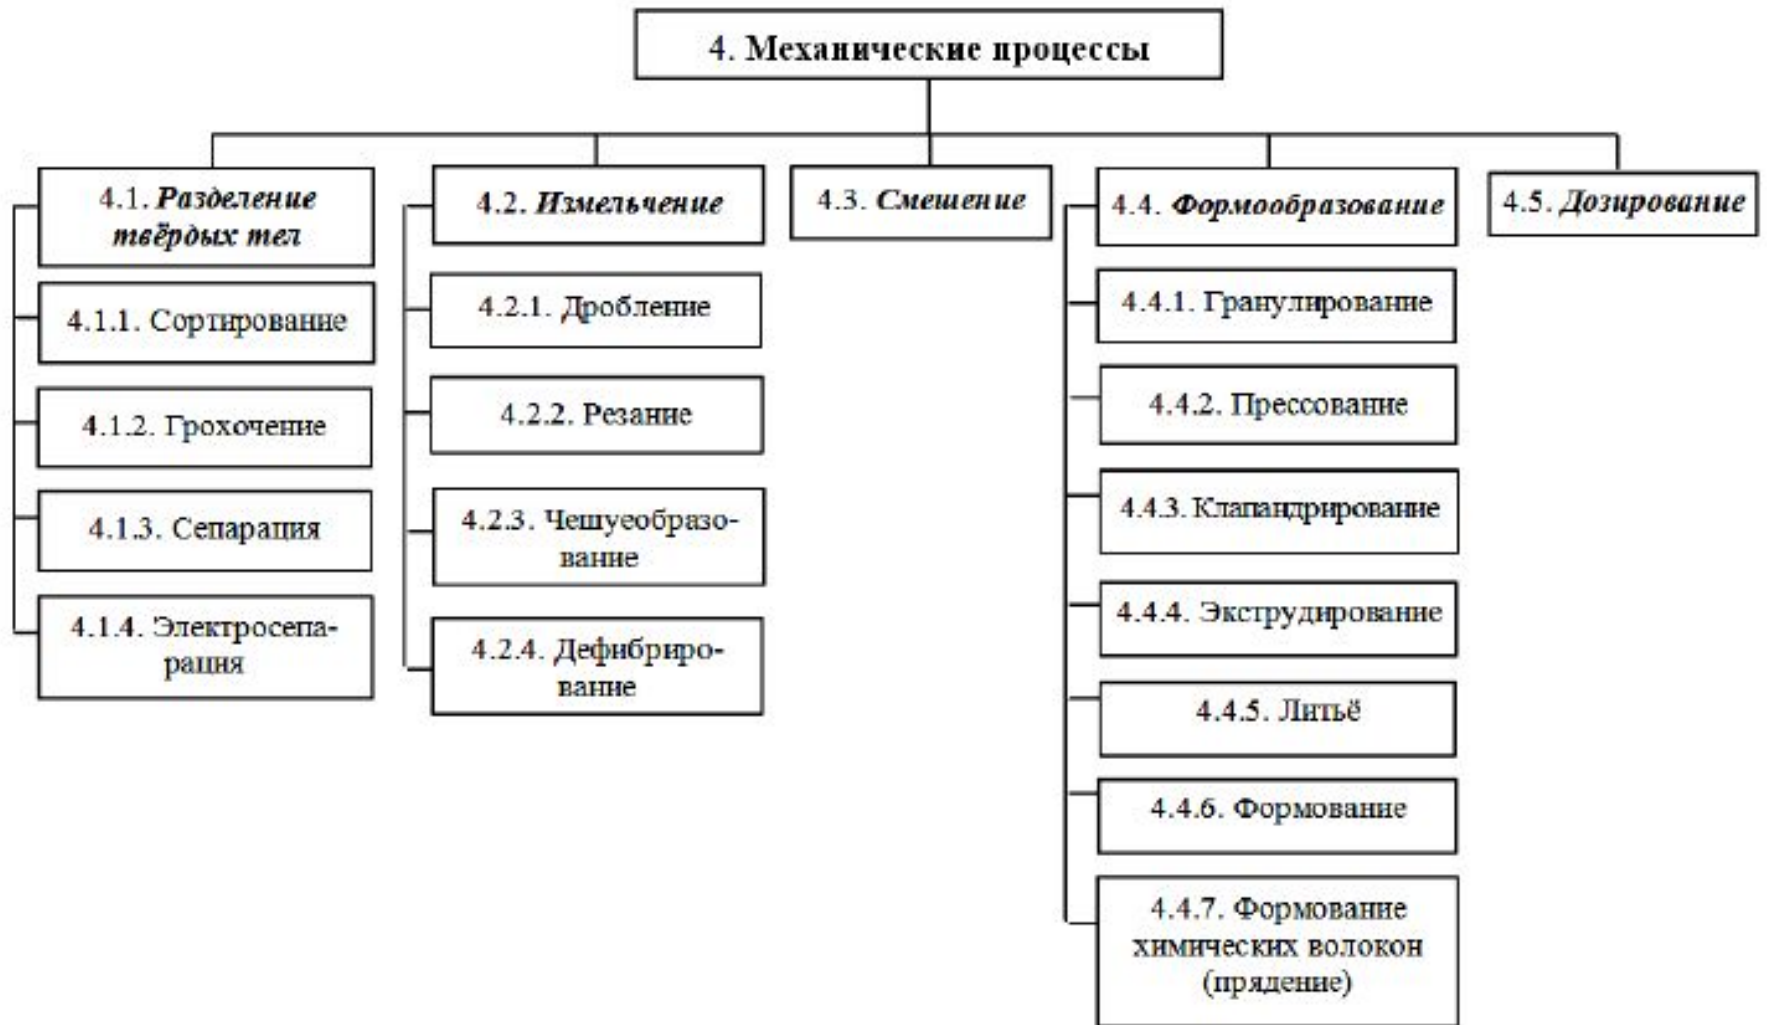 4. Механические процессы
4.1. Разделение
твёрдых тел
4.1.1. Сортирование
4.1.2. Грохочение
4.1.3. Сепарация
4.1.4. Электросепа-
рация
4.2. Измельчение
4.2.1. Дробление
4.2.2. Резание
4.2.3. Чешуеобразо-
вание
4.2.4. Дефибриро-
вание
4.3. Смешение
4.4. Формообразование
4.4.1. Гранулирование
4.4.2. Прессование
4.4.3. Клапандрирование
4.4.4. Экструдирование
4.4.5. Литьё
4.4.6. Формование
4.4.7. Формование
химических волокон
(прядение)
4.5. Дозирование